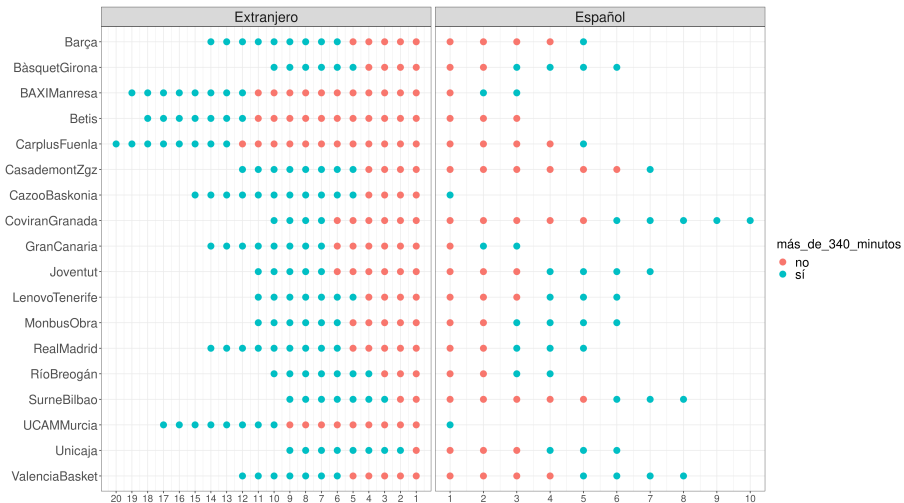 Extranjero Español
Barça
BàsquetGirona
BAXIManresa
Betis
CarplusFuenla
CasademontZgz
CazooBaskonia
CoviranGranada
GranCanaria
Joventut
LenovoTenerife
MonbusObra
RealMadrid
RíoBreogán
SurneBilbao
UCAMMurcia
Unicaja
ValenciaBasket
20 19 18 17 16 15 14 13 12 11 10 9 8 7 6 5 4 3 2 1 1 2 3 4 5 6 7 8 9 10
más_de_340_minutos
no
sí